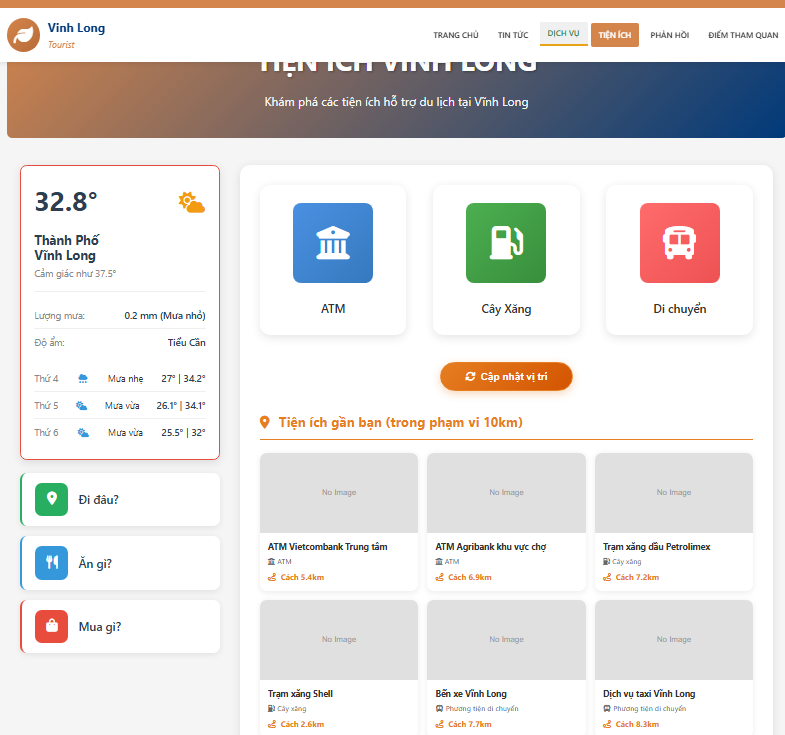 Vĩnh Long
Tourist
TRANG CHỦ
TIN TỨC
DỊCH VỤ
TIỆN ÍCH
PHẢN HỒI
ĐIỂM THAM QUAN
TIỆN ÍCH VĨNH LONG
Khám phá các tiện ích hỗ trợ du lịch tại Vĩnh Long
32.8°
Thành Phố
Vĩnh Long
Cảm giác như 37.5°
Lượng mưa: 0.2 mm (Mưa nhỏ)
Độ ẩm: Tiểu Cần
Thứ 4 Mưa nhẹ 27° | 34.2°
Thứ 5 Mưa vừa 26.1° | 34.1°
Thứ 6 Mưa vừa 25.5° | 32°
Đi đâu?
Ăn gì?
Mua gì?
ATM
Cây Xăng
Di chuyển
Cập nhật vị trí
Tiện ích gần bạn (trong phạm vi 10km)
No Image
ATM Vietcombank Trung tâm
ATM
Cách 5.4km
No Image
ATM Agribank khu vực chợ
ATM
Cách 6.9km
No Image
Trạm xăng dầu Petrolimex
Cây xăng
Cách 7.2km
No Image
Trạm xăng Shell
Cây xăng
Cách 2.6km
No Image
Bến xe Vĩnh Long
Phương tiện di chuyển
Cách 7.7km
No Image
Dịch vụ taxi Vĩnh Long
Phương tiện di chuyển
Cách 8.3km